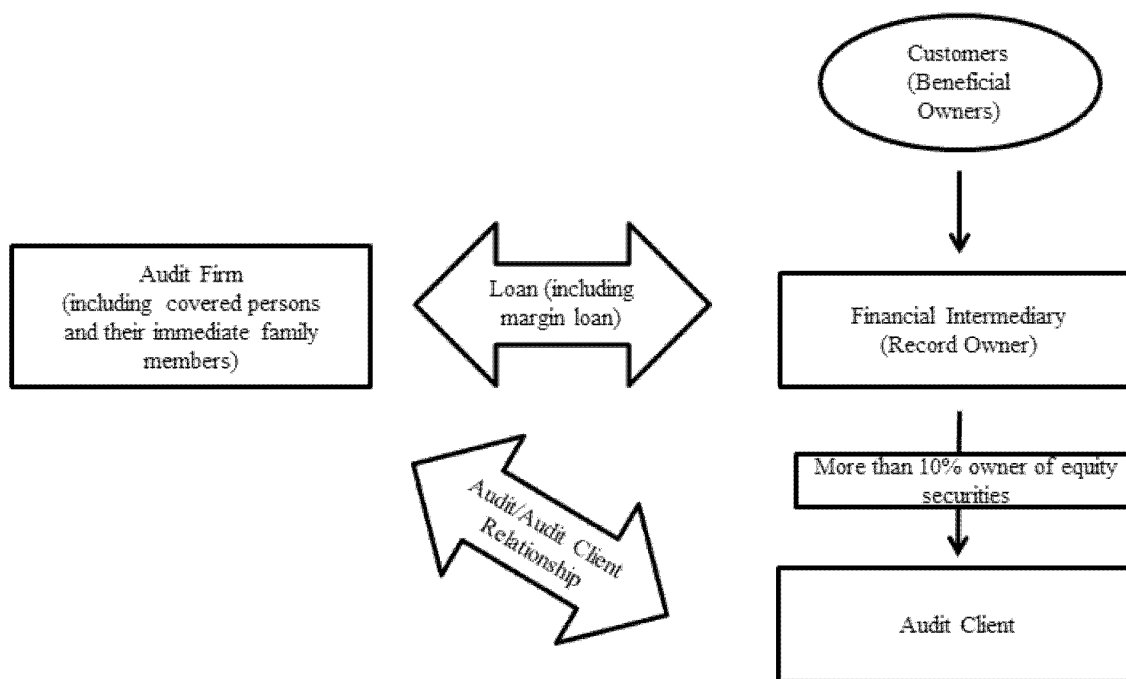 Customers
(Beneficial
Owners)
Audit Firm
(including covered persons
and their immediate family
members)
Loan (including
margin loan)
Financial Intermediary
(Record Owner)
More than 10% owner of equity
securities
Audit/Audit Client
Relationship
Audit Client